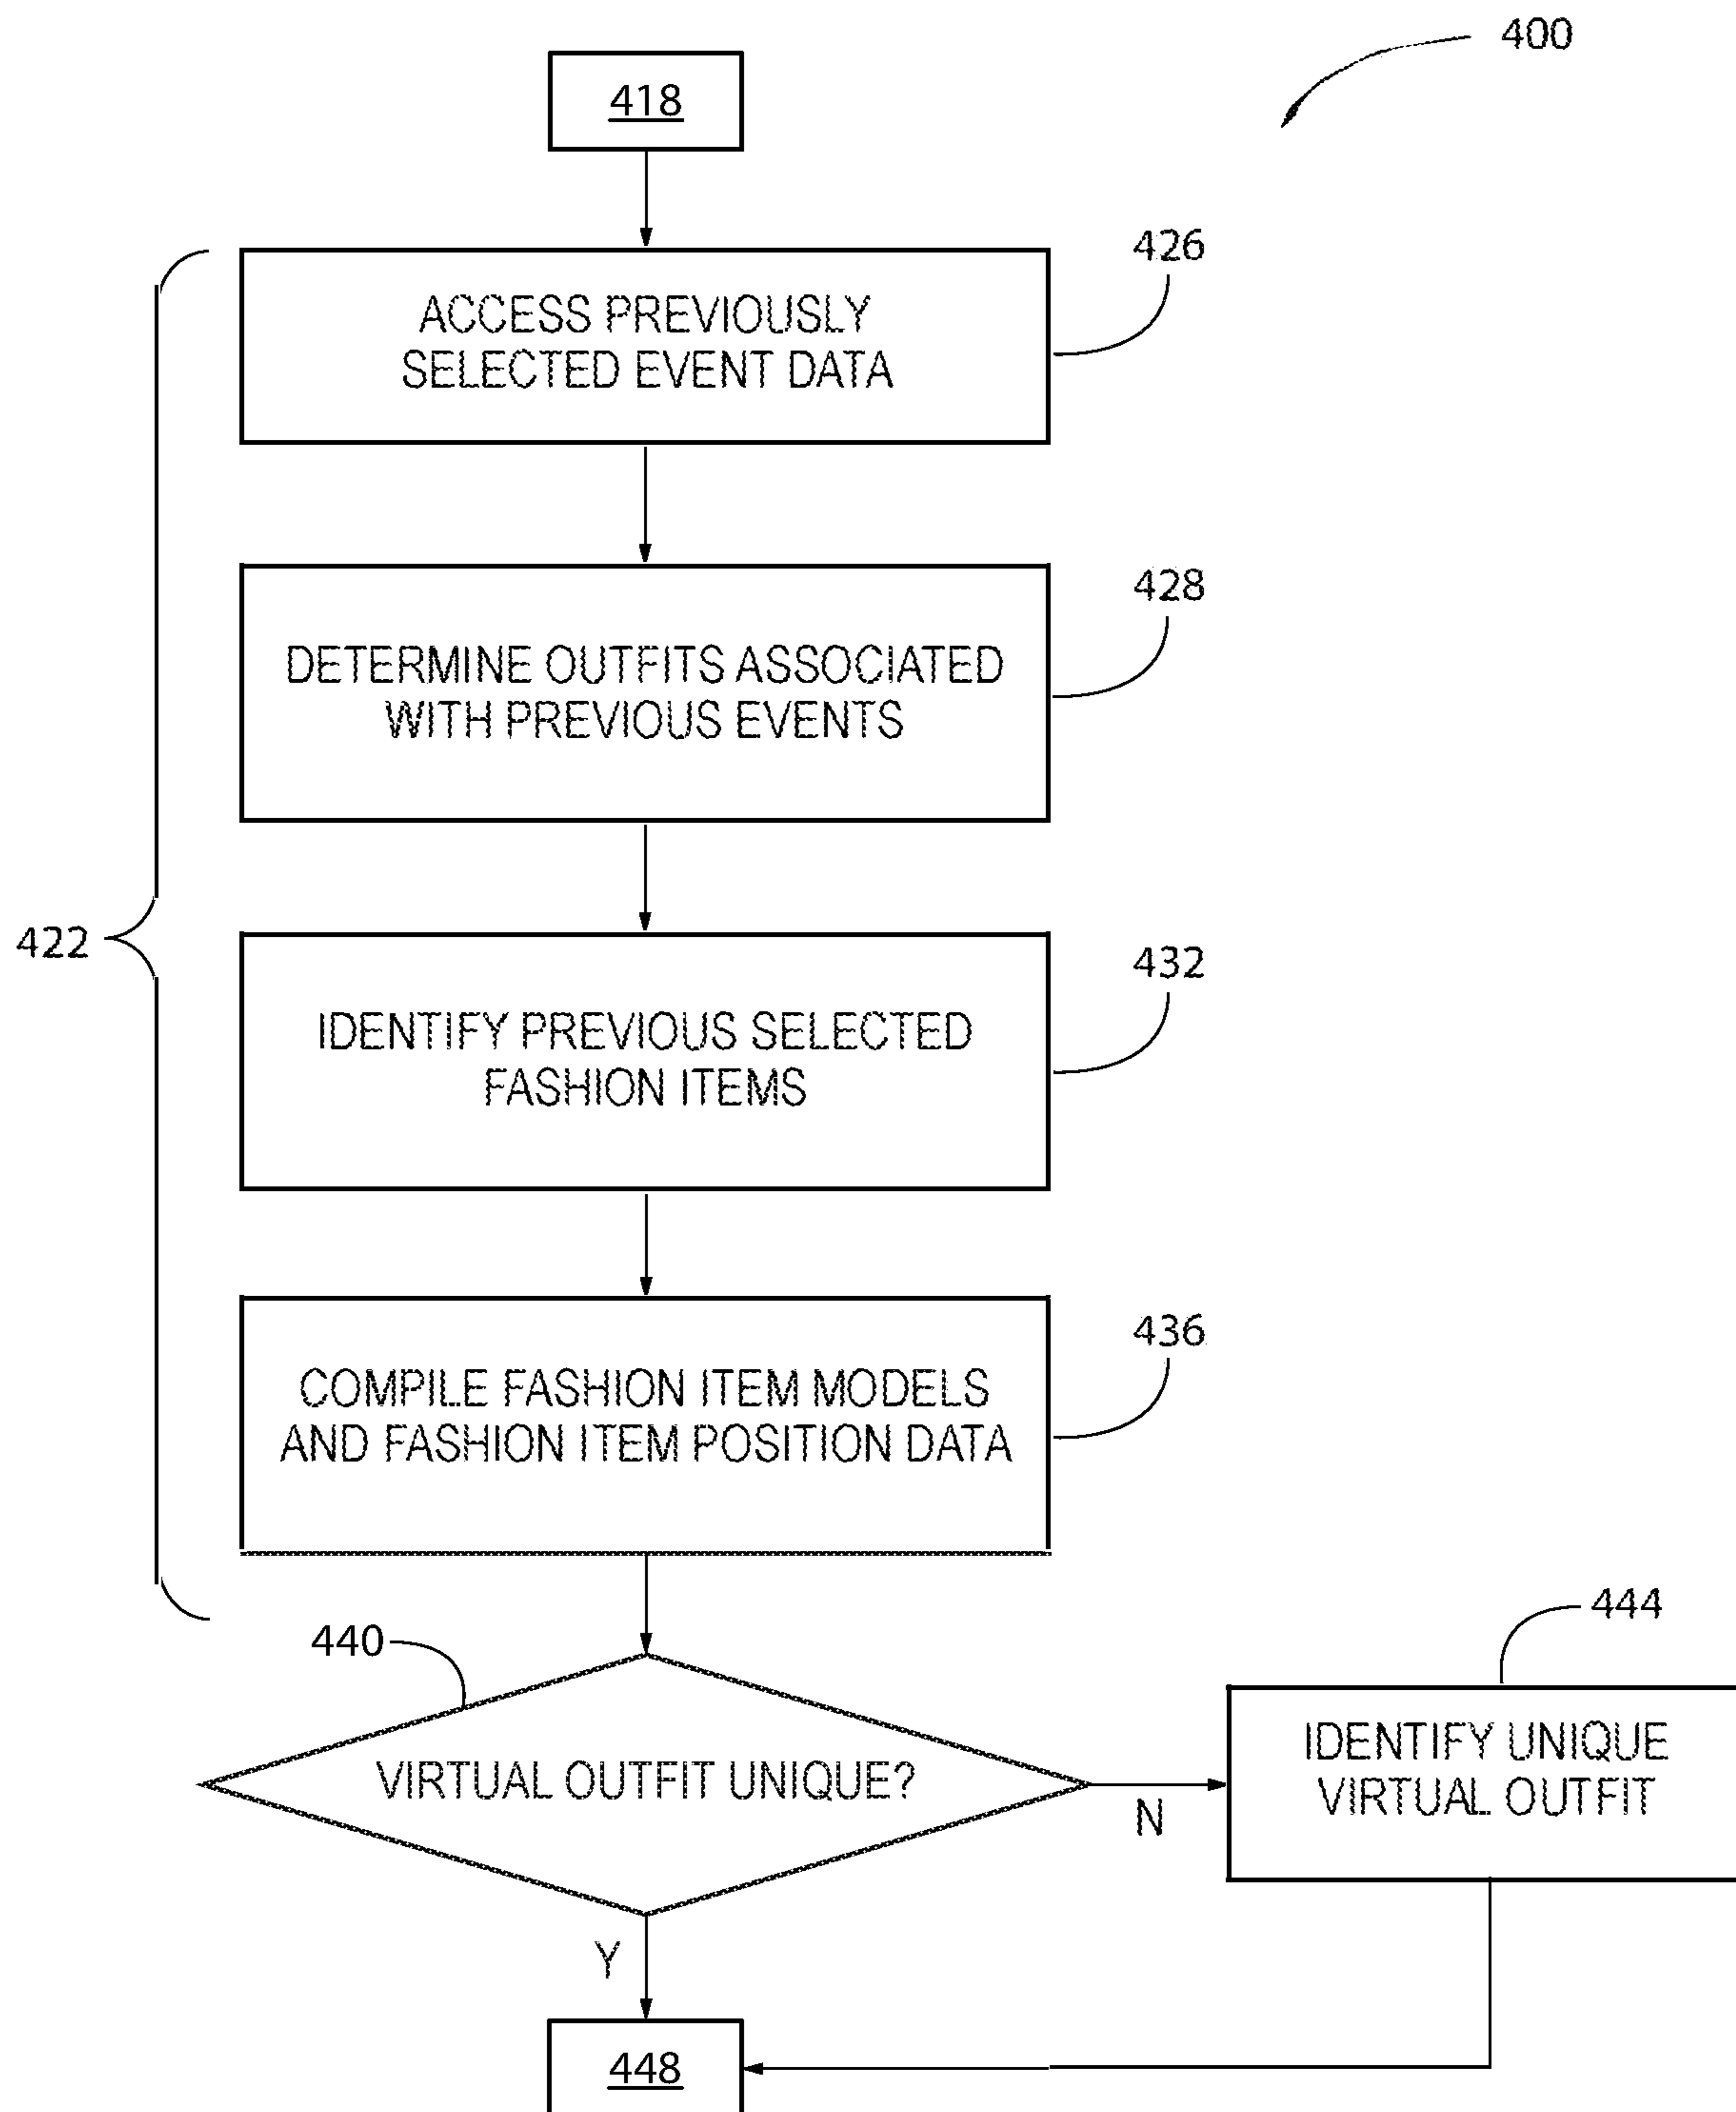 400
418
426
ACCESS PREVIOUSLY
SELECTED EVENT DATA
428
DETERMINE OUTFITS ASSOCIATED
WITH PREVIOUS EVENTS
422
432
IDENTIFY PREVIOUS SELECTED
FASHION ITEMS
436
COMPILE FASHION ITEM MODELS
AND FASHION ITEM POSITION DATA
440
444
VIRTUAL OUTFIT UNIQUE?
IDENTIFY UNIQUE
VIRTUAL OUTFIT
N
Y
448